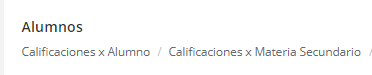 Alumnos
Calificaciones x Alumno / Calificaciones x Materia Secundario /